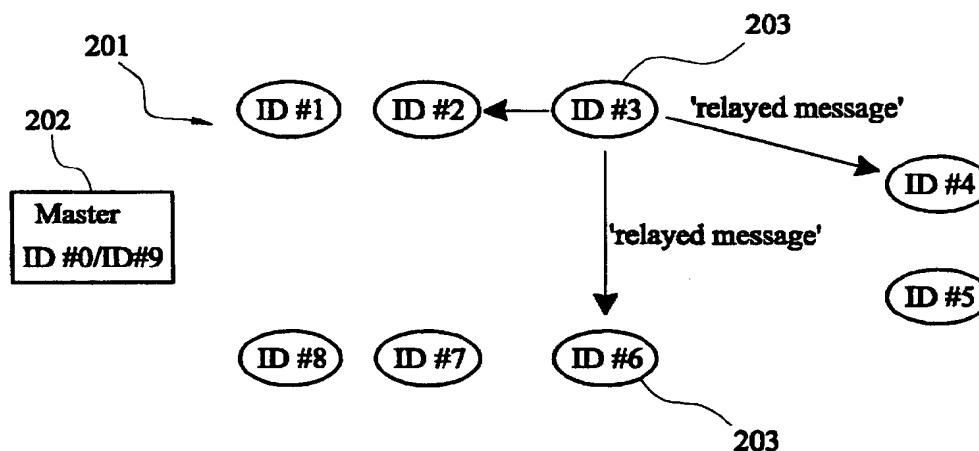 203
201
ID #1
ID #2
ID #3
'relayed message'
202
ID #4
Master
ID #0/ID#9
'relayed message'
ID #5
ID #8
ID #7
ID #6
203